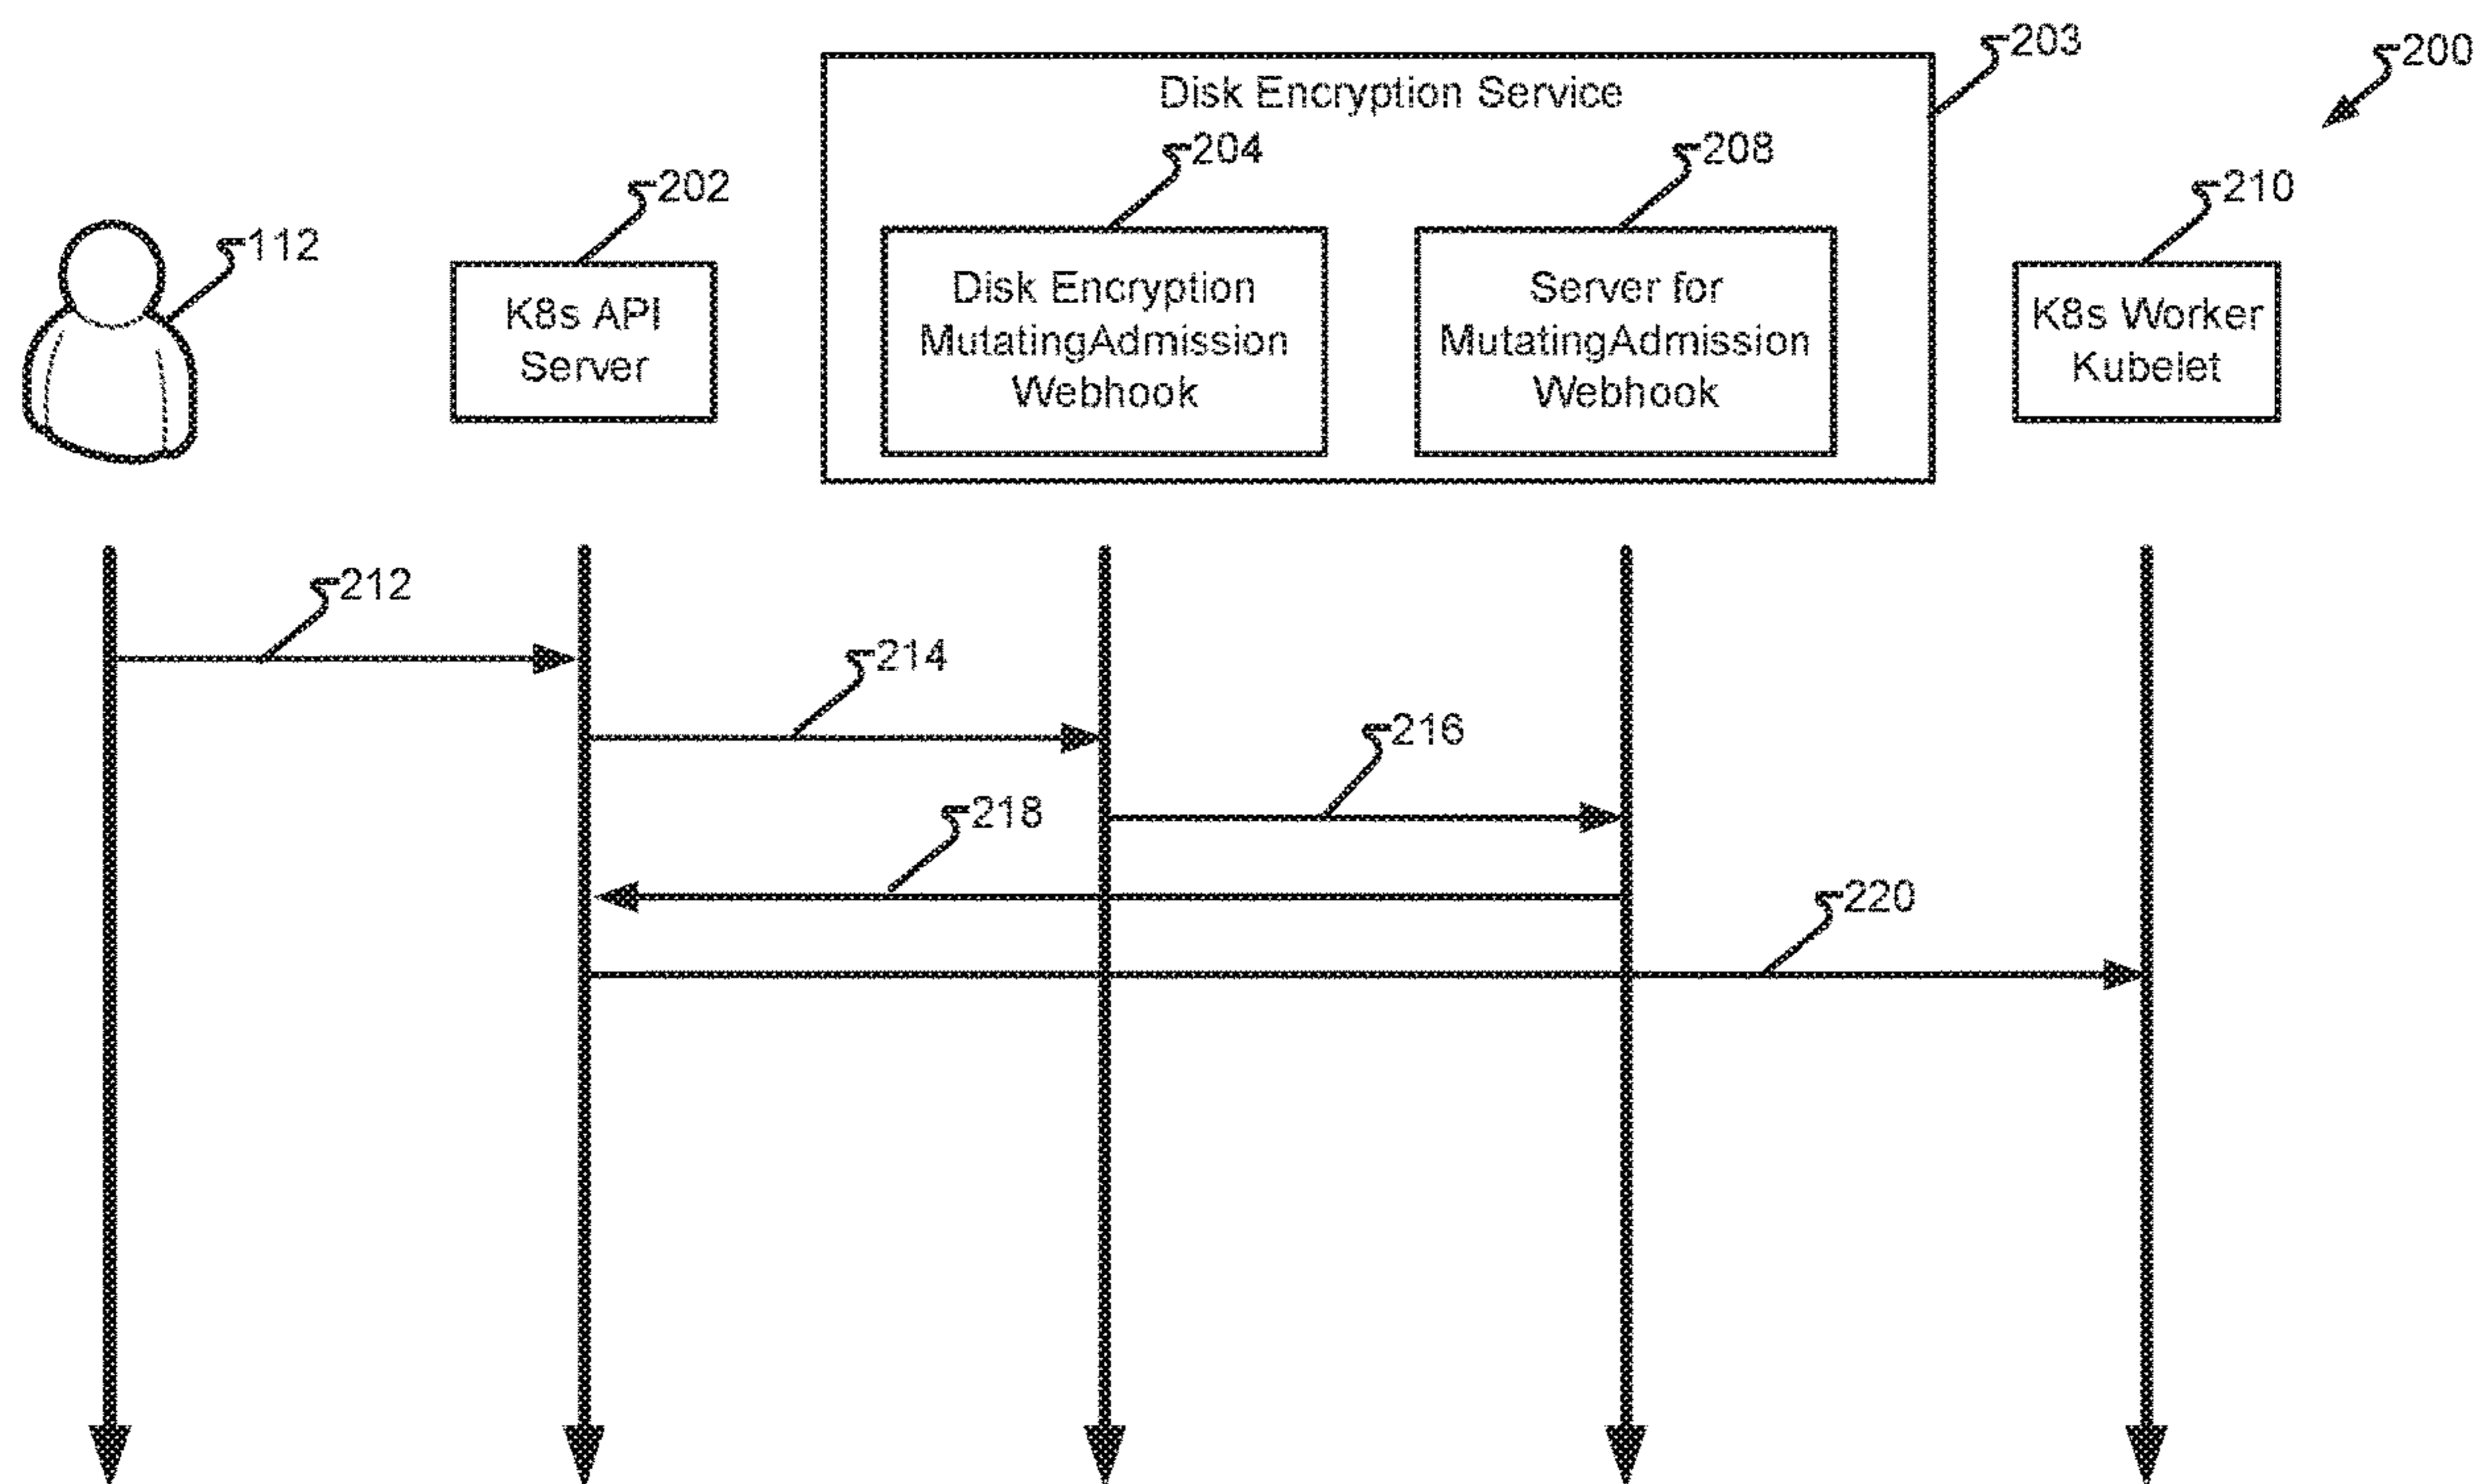 203
200
Disk Encryption Service
204
208
202
210
112
K8s API
Server
Disk Encryption
MutatingAdmission
Webhook
Server for
MutatingAdmission
Webhook
K8s Worker
Kubelet
212
214
216
218
220